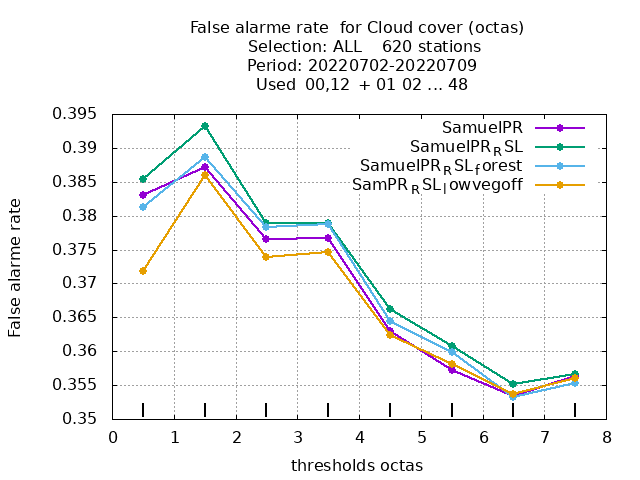 False alarme rate  for Cloud cover (octas)
Selection: ALL    620 stations
Period: 20220702-20220709
Used  00,12  + 01 02 ... 48
0.395
0.39
0.385
0.38
0.375
0.37
0.365
0.36
0.355
0.35
False alarme rate
SamuelPR
SamuelPR_RSL
SamuelPR_RSL_forest
SamPR_RSL_lowvegoff
0 1 2 3 4 5 6 7 8
thresholds octas